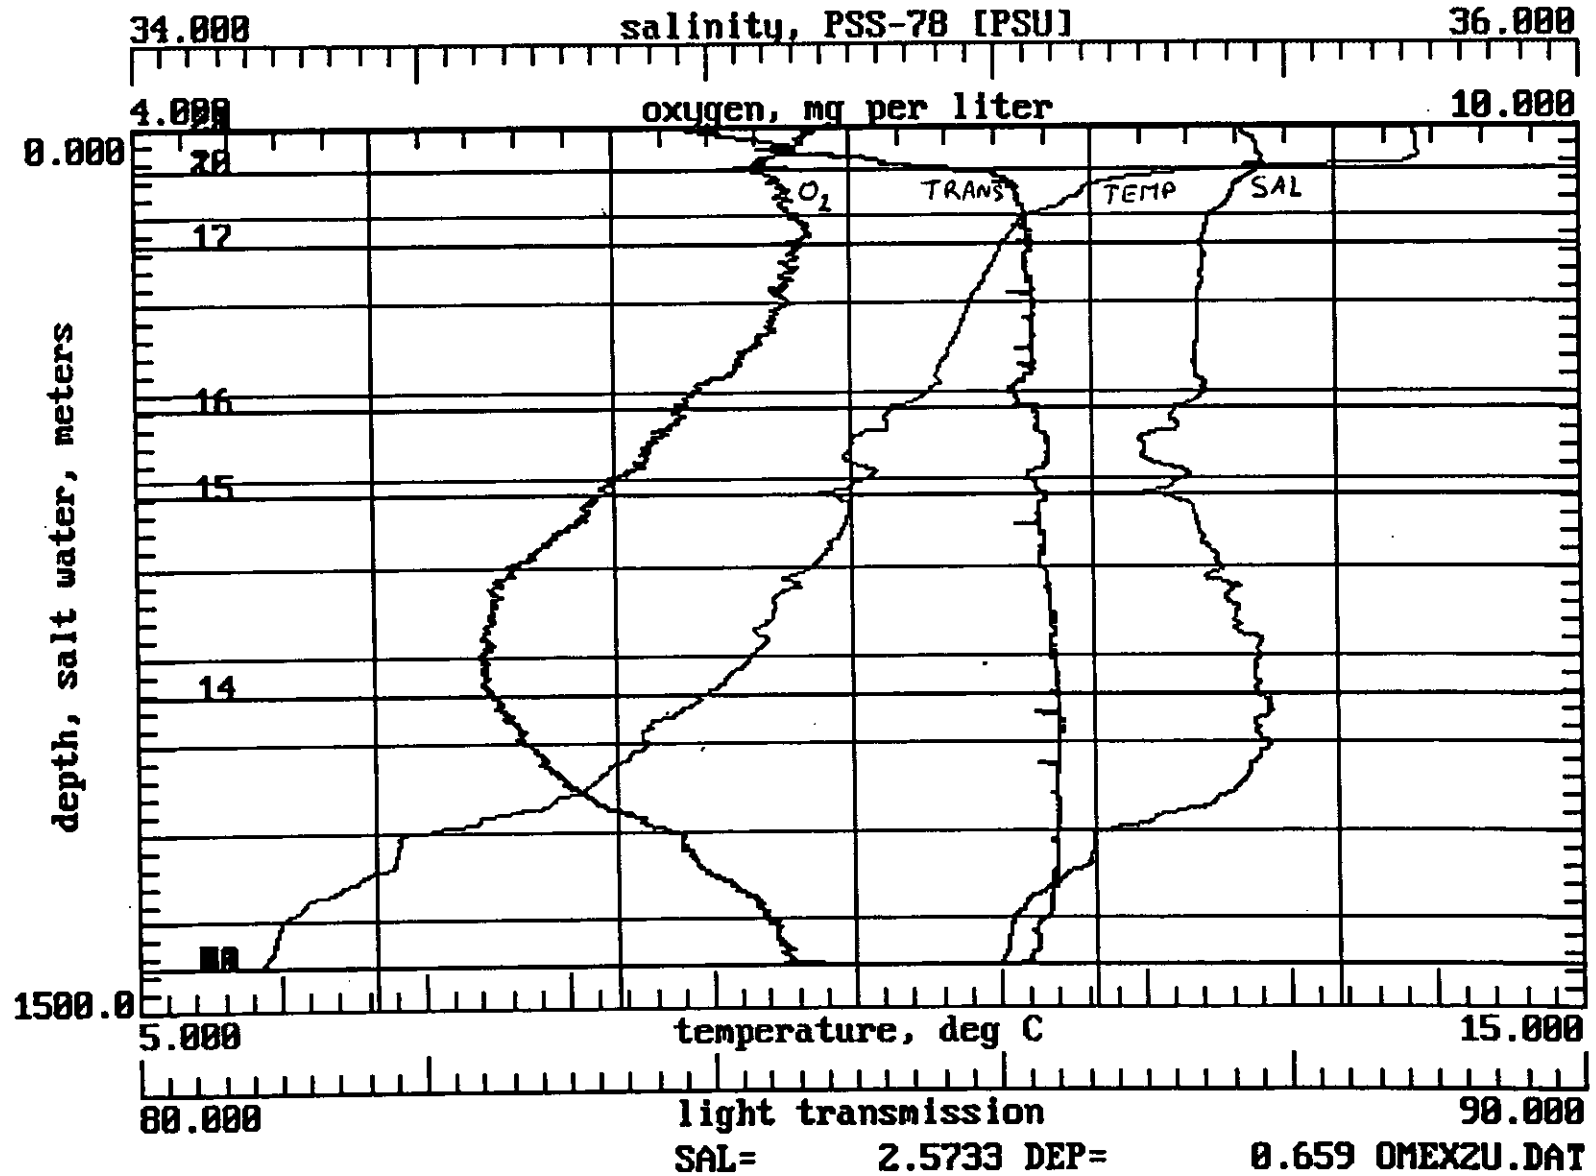 34.000 salinity, PSS-78 [PSU] 36.000
4.000 oxygen, mg per liter 10.000
0.000
O2 TRANS TEMP SAL
17
16
15
14
depth, salt water, meters
1500.0
5.000 temperature, deg C 15.000
80.000 light transmission 90.000
SAL= 2.5733 DEP= 0.659 OMEX2U.DAT